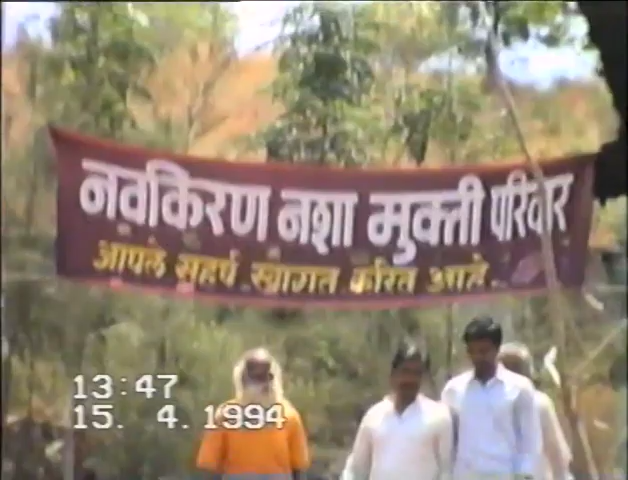 नवकिरण नशा मुक्ती परिवार
आपले सहर्ष स्वागत करित आहे.
13:47
15. 4. 1994